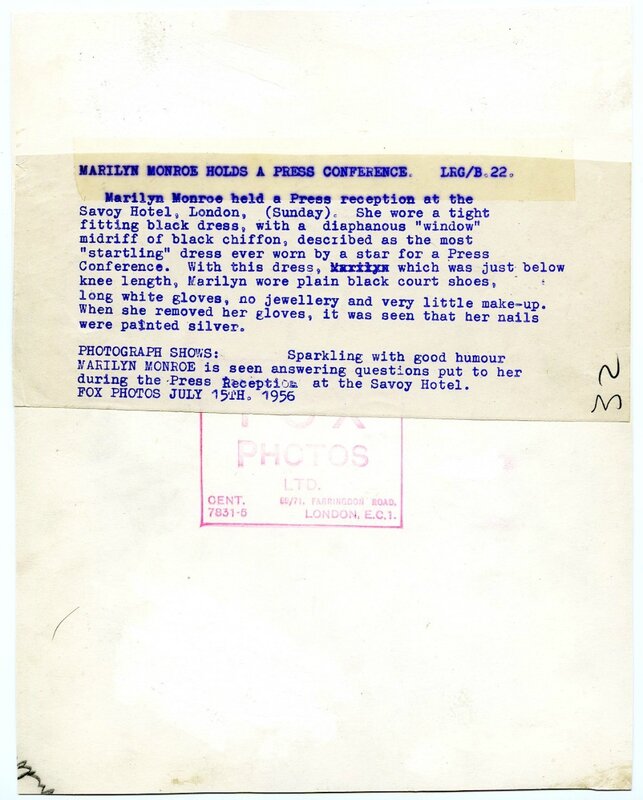 MARILYN MONROE HOLDS A PRESS CONFERENCE. LRG/B.22.
Marilyn Monroe held a Press reception at the
Savoy Hotel, London, (Sunday). She wore a tight
fitting black dress, with a diaphanous "window"
midriff of black chiffon, described as the most
"startling" dress ever worn by a star for a Press
Conference. With this dress, Marilyn which was just below
knee length, Marilyn wore plain black court shoes,
long white gloves, no jewellery and very little make-up.
When she removed her gloves, it was seen that her nails
were painted silver.
PHOTOGRAPH SHOWS: Sparkling with good humour
MARILYN MONROE is seen answering questions put to her
during the Press Reception at the Savoy Hotel.
FOX PHOTOS JULY 15TH. 1956
32
FOX
PHOTOS
LTD.
CENT. 69/71, FARRINGDON ROAD,
7831-6 LONDON, E.C.1.